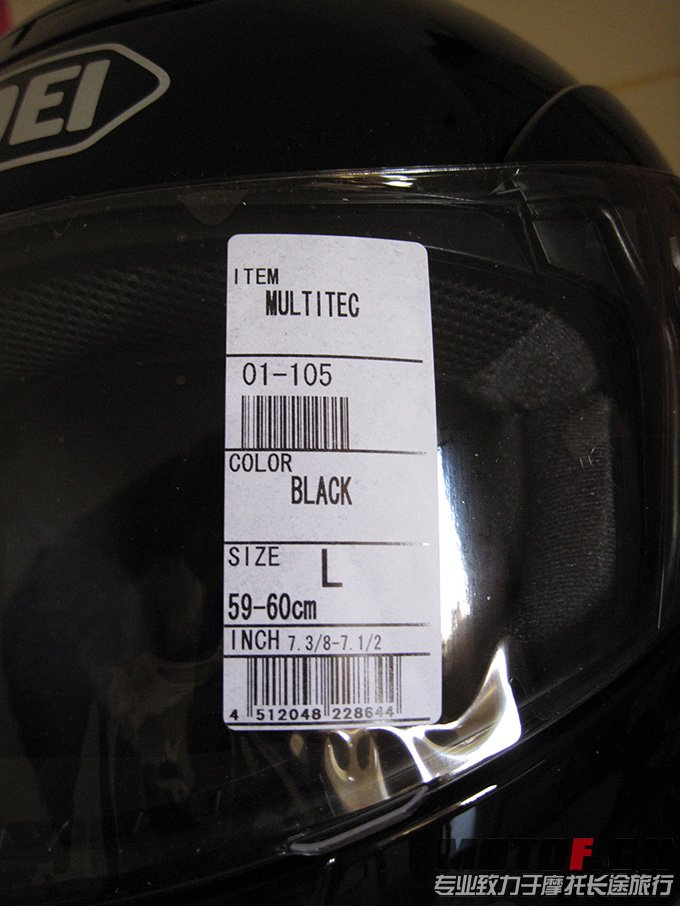 OEI
ITEM
MULTITEC
01-105
COLOR
BLACK
SIZE L
59-60cm
INCH 7.3/8-7.1/2
4 512048 228644
专业致力于摩托长途旅行